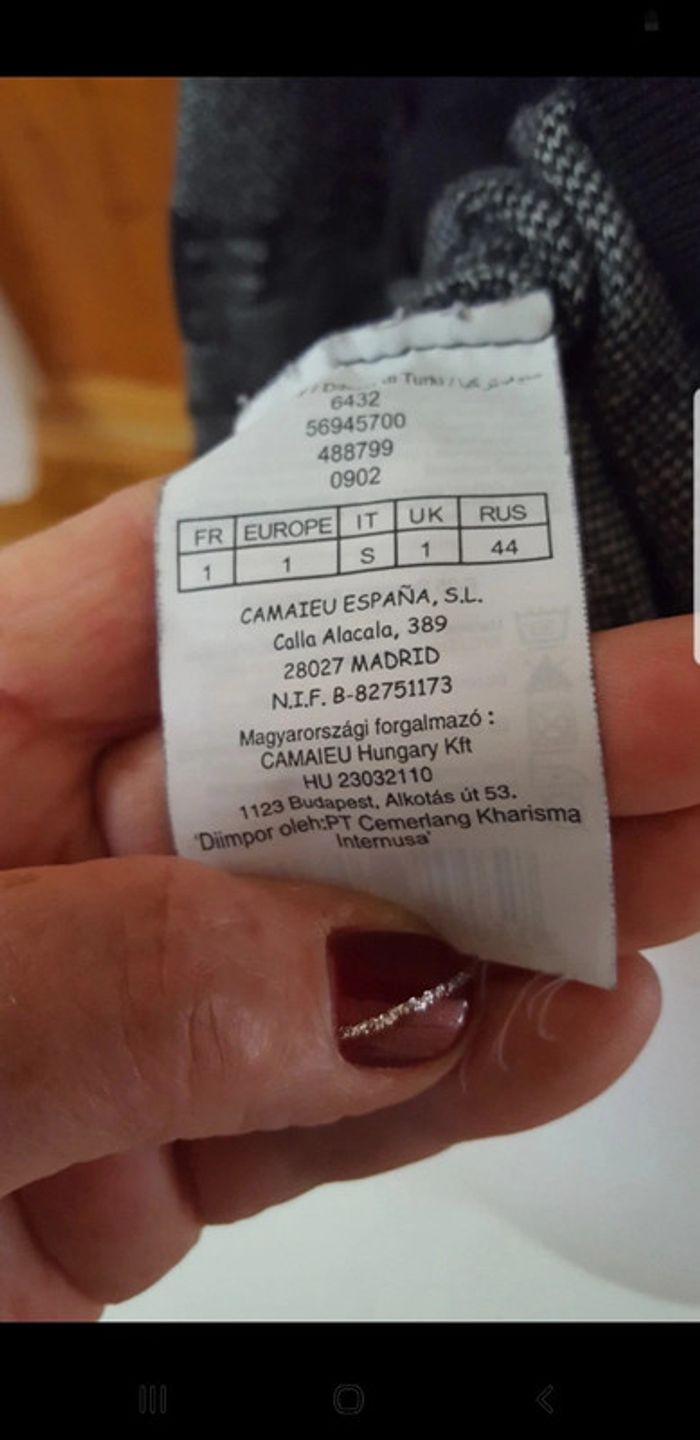 Turki /
6432
56945700
488799
0902
FR EUROPE IT UK RUS
1 1 S 1 44
CAMAIEU ESPAÑA, S.L.
Calla Alacala, 389
28027 MADRID
N.I.F. B-82751173
Magyarországi forgalmazó :
CAMAIEU Hungary Kft
HU 23032110
1123 Budapest, Alkotás út 53.
'Diimpor oleh:PT Cemerlang Kharisma
Internusa'